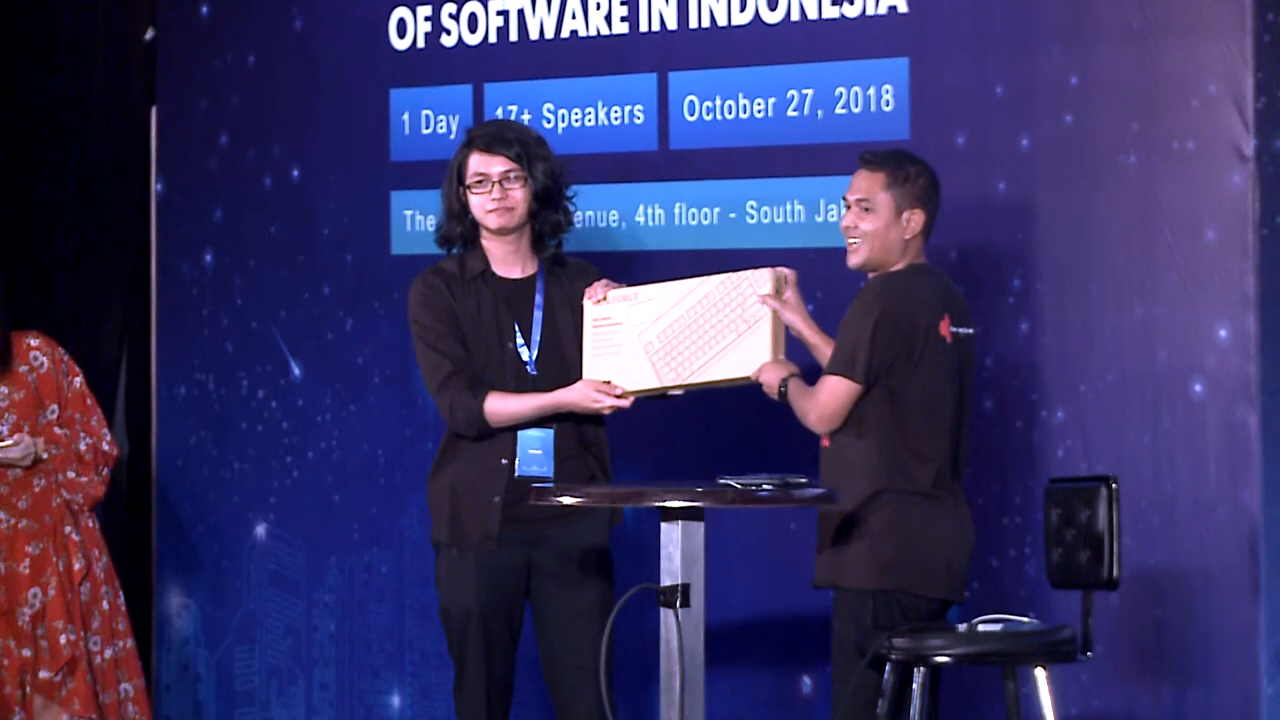 OF SOFTWARE IN INDONESIA
1 Day
17+ Speakers
October 27, 2018
The
enue, 4th floor - South Ja